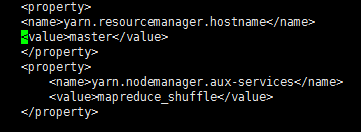 <property>
<name>yarn.resourcemanager.hostname</name>
<value>master</value>
</property>
<property>
<name>yarn.nodemanager.aux-services</name>
<value>mapreduce_shuffle</value>
</property>